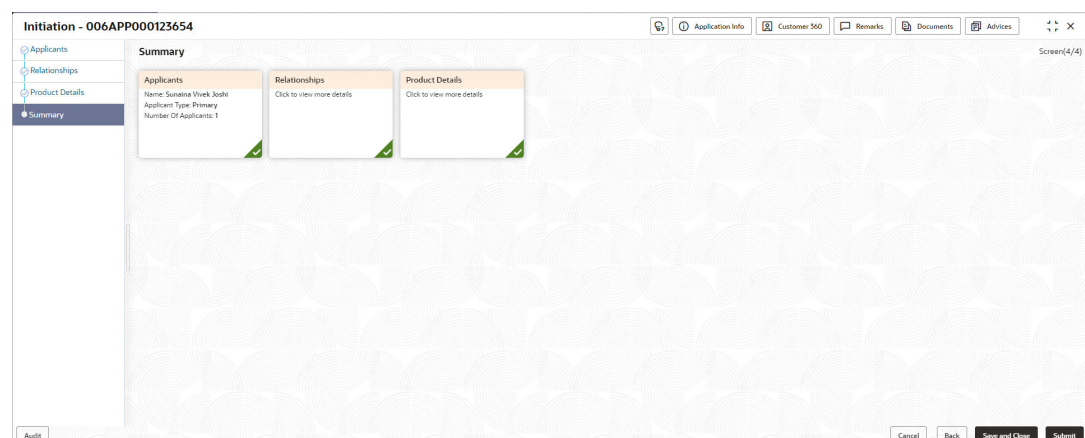 Initiation - 006APP000123654
Application Info
Customer 360
Remarks
Documents
Advices
Applicants
Relationships
Product Details
Summary
Summary
Screen(4/4)
Applicants
Name: Sunaina Vivek Joshi
Applicant Type: Primary
Number Of Applicants: 1
Relationships
Click to view more details
Product Details
Click to view more details
Audit
Cancel
Back
Save and Close
Submit